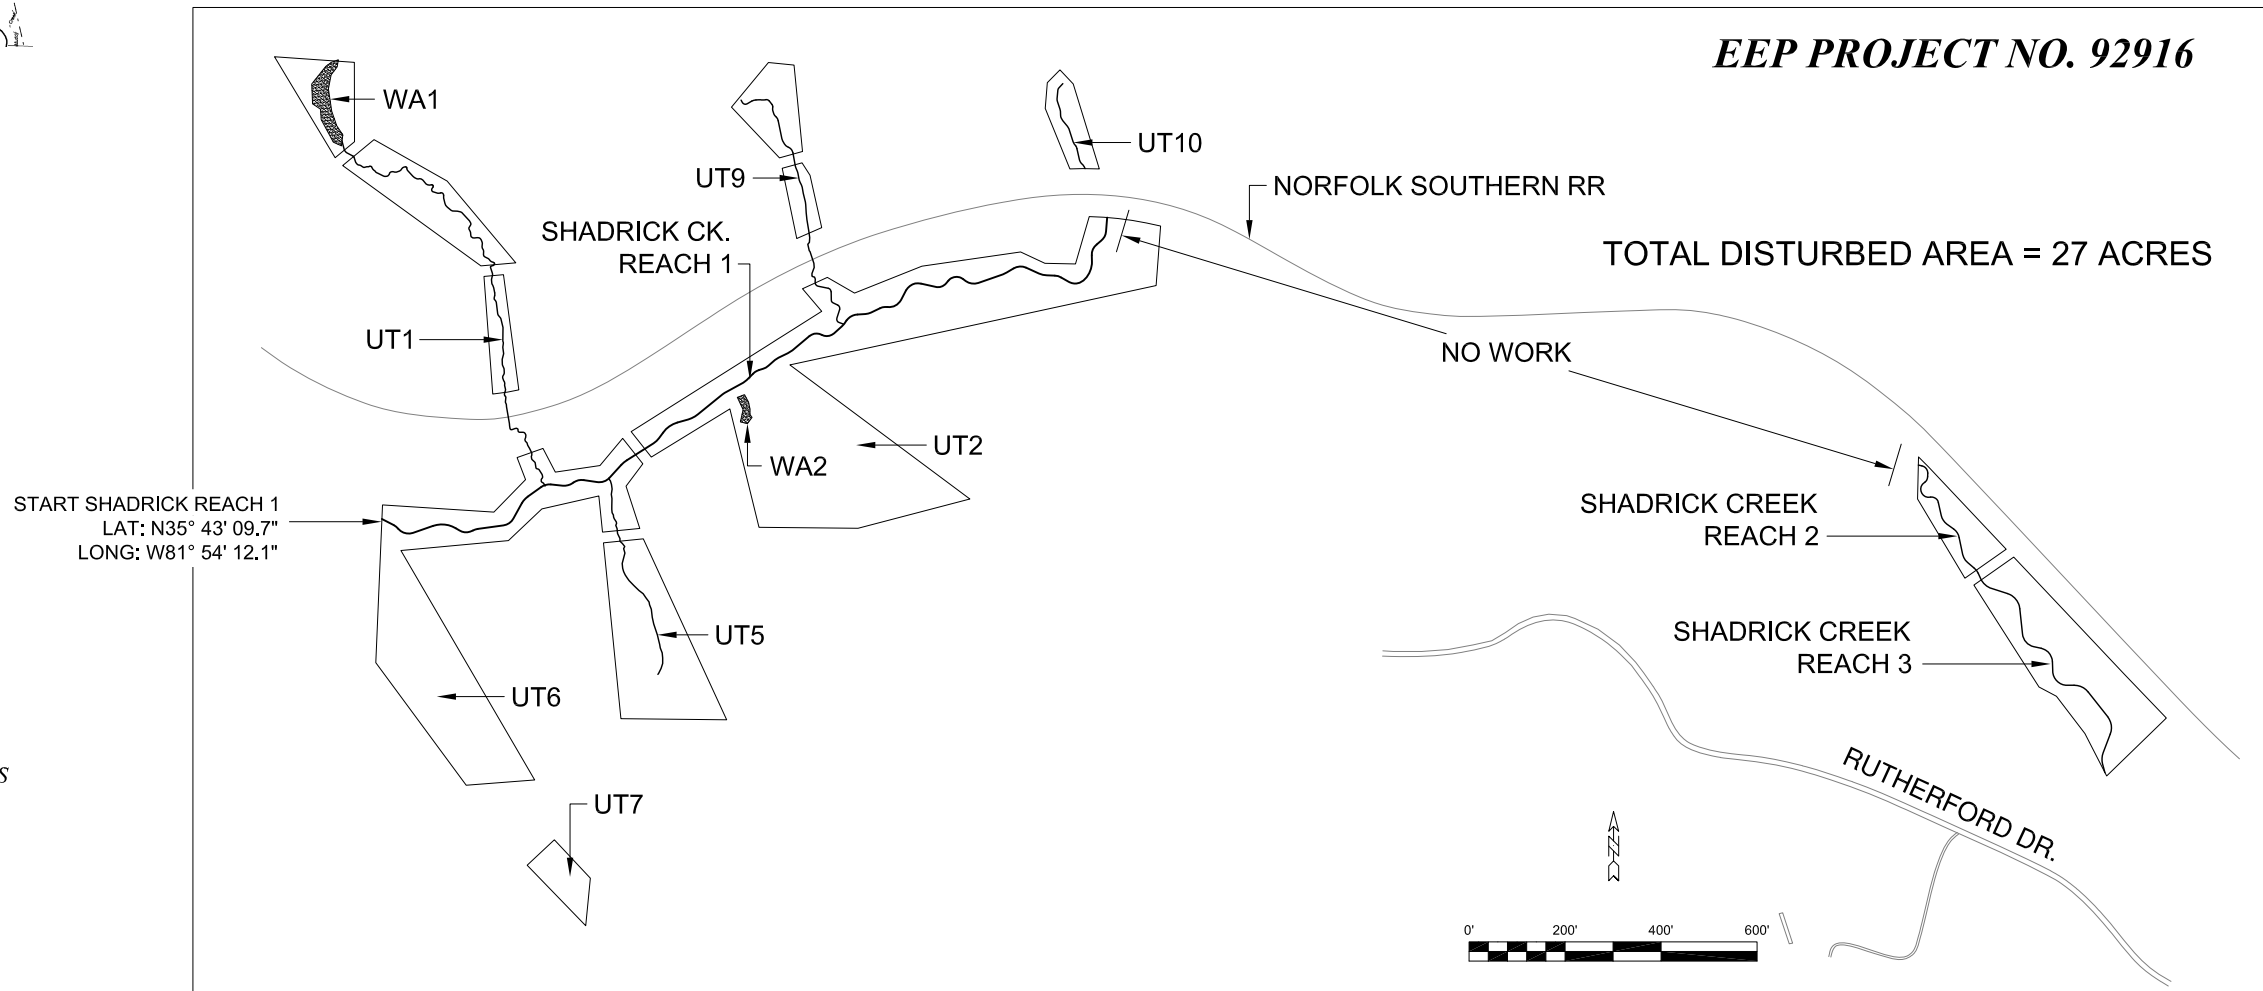 EEP PROJECT NO. 92916
WA1
UT10
UT9
NORFOLK SOUTHERN RR
SHADRICK CK.
REACH 1
TOTAL DISTURBED AREA = 27 ACRES
UT1
NO WORK
UT2
WA2
START SHADRICK REACH 1
LAT: N35° 43' 09.7"
LONG: W81° 54' 12.1"
SHADRICK CREEK
REACH 2
UT5
SHADRICK CREEK
REACH 3
UT6
S
RUTHERFORD DR.
UT7
N
0' 200' 400' 600'